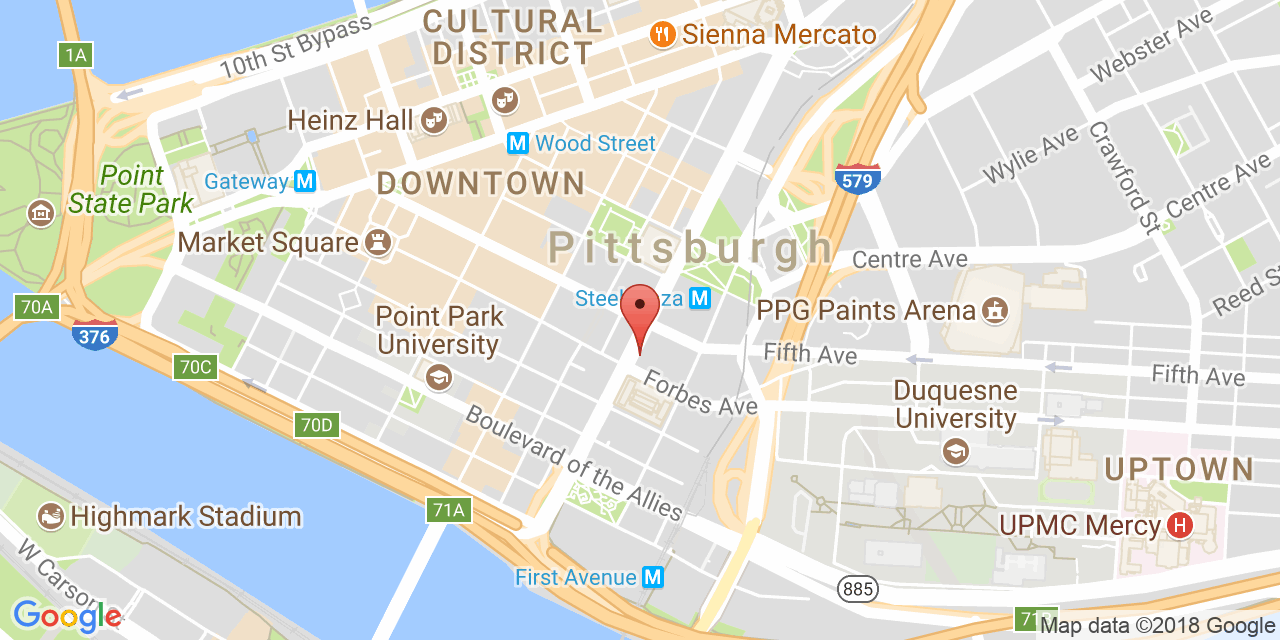 CULTURAL
DISTRICT
Sienna Mercato
Webster Ave
1A
10th St Bypass
Heinz Hall
M Wood Street
Wylie Ave
Crawford St
Centre Ave
Gateway M
DOWNTOWN
579
Point
State Park
Market Square
Pittsburgh
Centre Ave
Reed St
70A
376
Steel
za M
PPG Paints Arena
Point Park
University
Fifth Ave
Fifth Ave
70C
Forbes Ave
Duquesne
University
70D
Boulevard of the Allies
UPTOWN
71A
Highmark Stadium
UPMC Mercy H
W Carson
First Avenue M
885
Google
Map data ©2018 Google